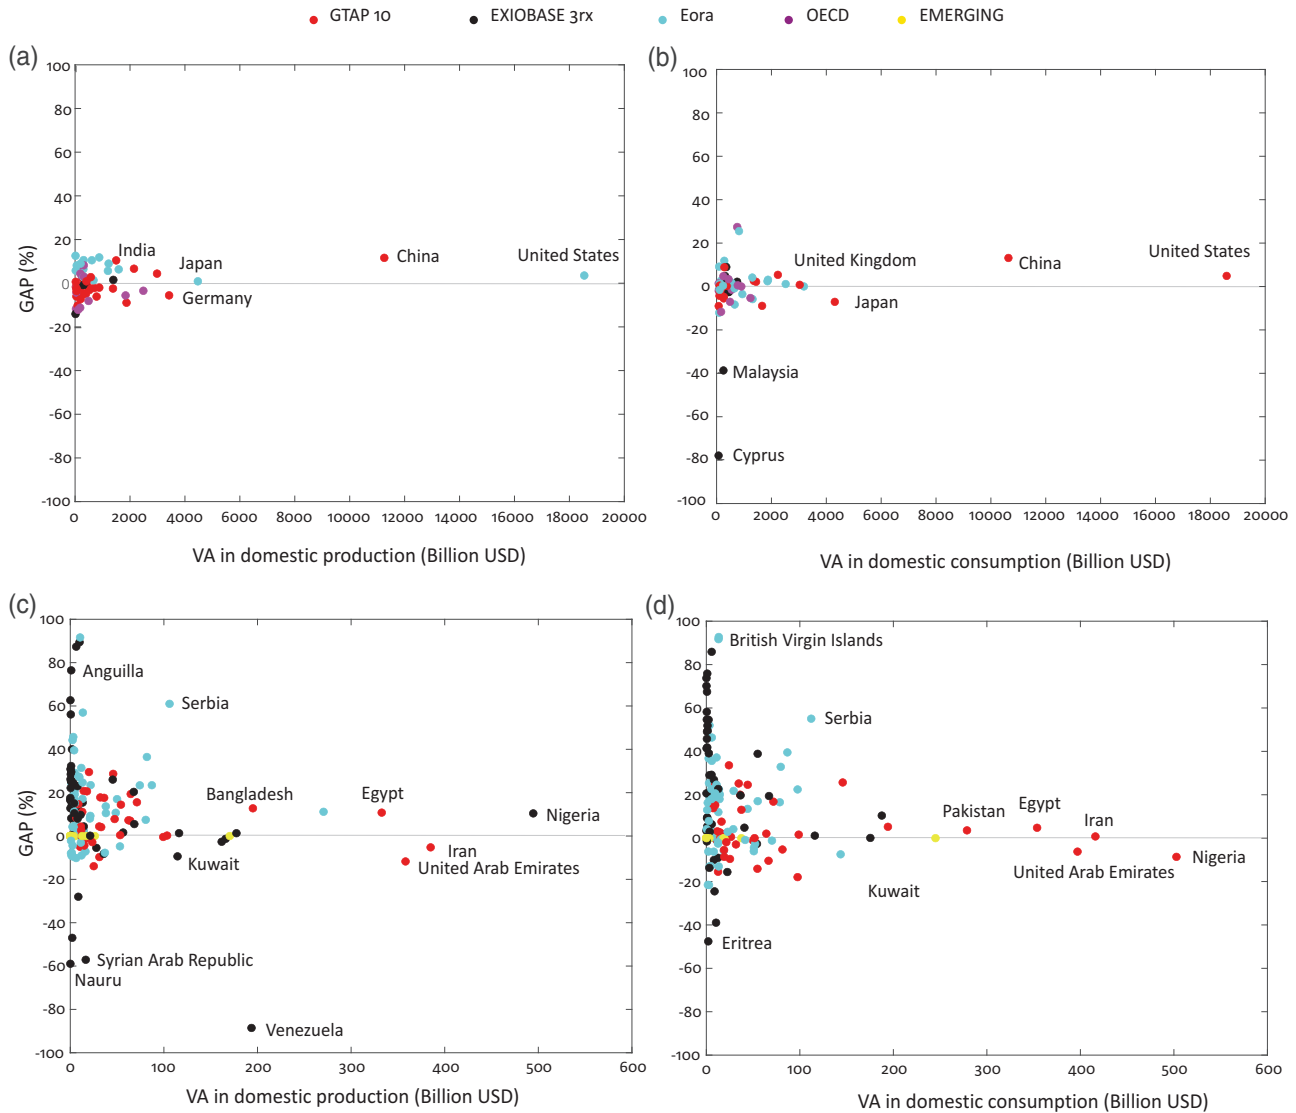 GTAP 10 EXIOBASE 3rx Eora OECD EMERGING
(a)
GAP (%)
100
80
60
40
20
0
-20
-40
-60
-80
-100
India
Japan
Germany
China
United States
0 2000 4000 6000 8000 10000 12000 14000 16000 18000 20000
VA in domestic production (Billion USD)
(b)
100
80
60
40
20
0
-20
-40
-60
-80
-100
United Kingdom
Japan
China
United States
Malaysia
Cyprus
0 2000 4000 6000 8000 10000 12000 14000 16000 18000 20000
VA in domestic consumption (Billion USD)
(c)
GAP (%)
100
80
60
40
20
0
-20
-40
-60
-80
-100
Anguilla
Serbia
Bangladesh
Egypt
Nigeria
Kuwait
Iran
United Arab Emirates
Syrian Arab Republic
Nauru
Venezuela
0 100 200 300 400 500 600
VA in domestic production (Billion USD)
(d)
100
80
60
40
20
0
-20
-40
-60
-80
-100
British Virgin Islands
Serbia
Pakistan
Egypt
Iran
United Arab Emirates
Nigeria
Kuwait
Eritrea
0 100 200 300 400 500 600
VA in domestic consumption (Billion USD)